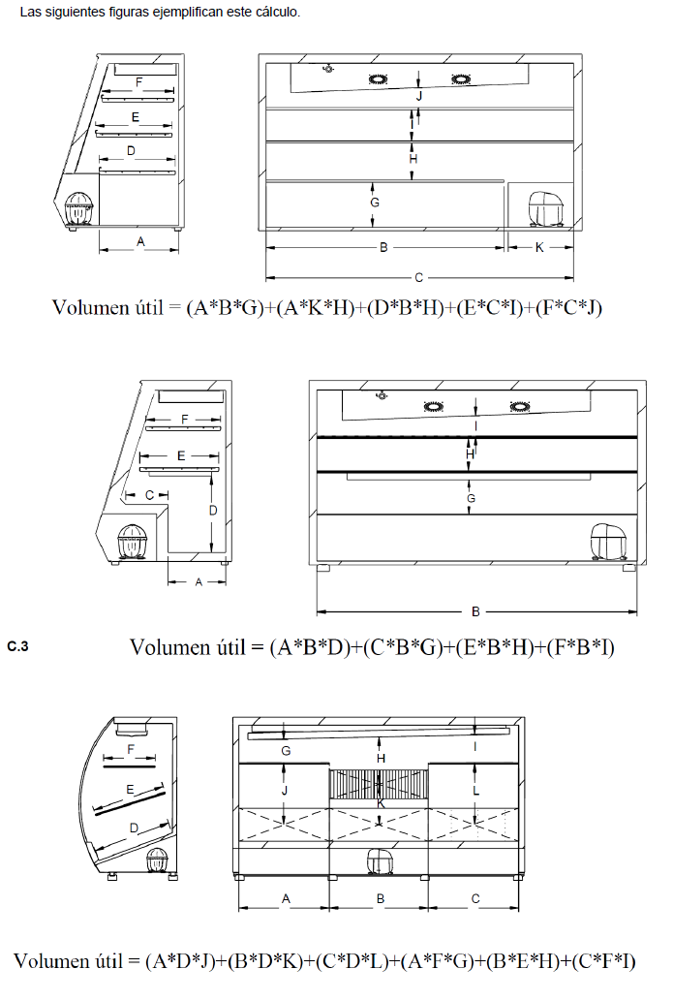 Las siguientes figuras ejemplifican este cálculo.
F
E
D
A
J
I
H
G
B
K
C
Volumen útil = (A*B*G)+(A*K*H)+(D*B*H)+(E*C*I)+(F*C*J)
F
E
C
D
A
I
H
G
B
C.3
Volumen útil = (A*B*D)+(C*B*G)+(E*B*H)+(F*B*I)
F
E
D
G
H
I
J
K
L
A
B
C
Volumen útil = (A*D*J)+(B*D*K)+(C*D*L)+(A*F*G)+(B*E*H)+(C*F*I)